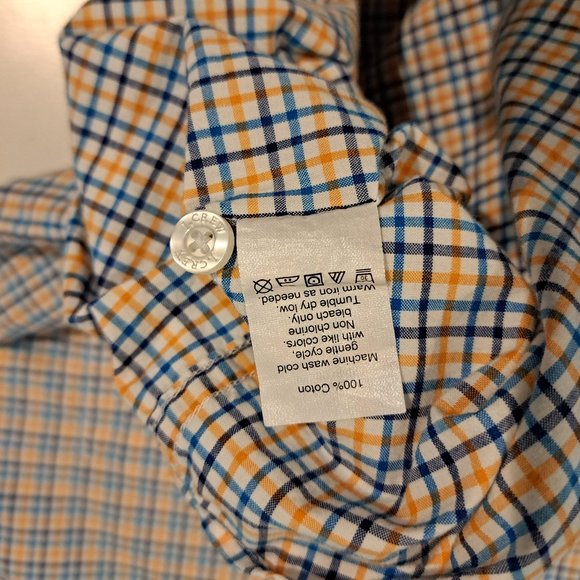 100% Coton
Machine wash cold
gentle cycle,
with like colors.
Non chlorine
bleach only.
Tumble dry low.
Warm iron as needed.
J.CREW
J.CREW